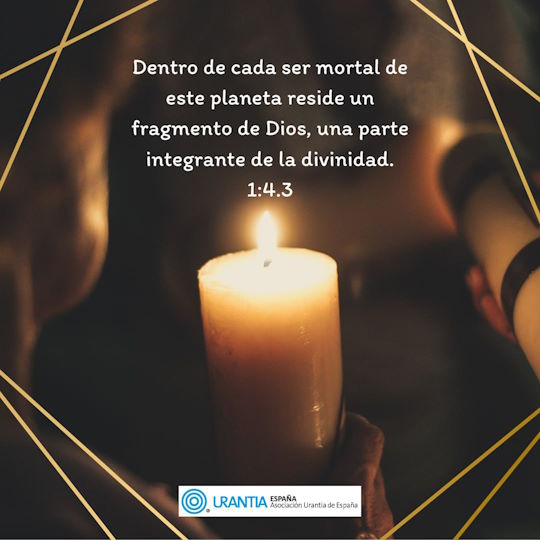 Dentro de cada ser mortal de
este planeta reside un
fragmento de Dios, una parte
integrante de la divinidad.
1:4.3
URANTIA ESPAÑA
Asociación Urantia de España